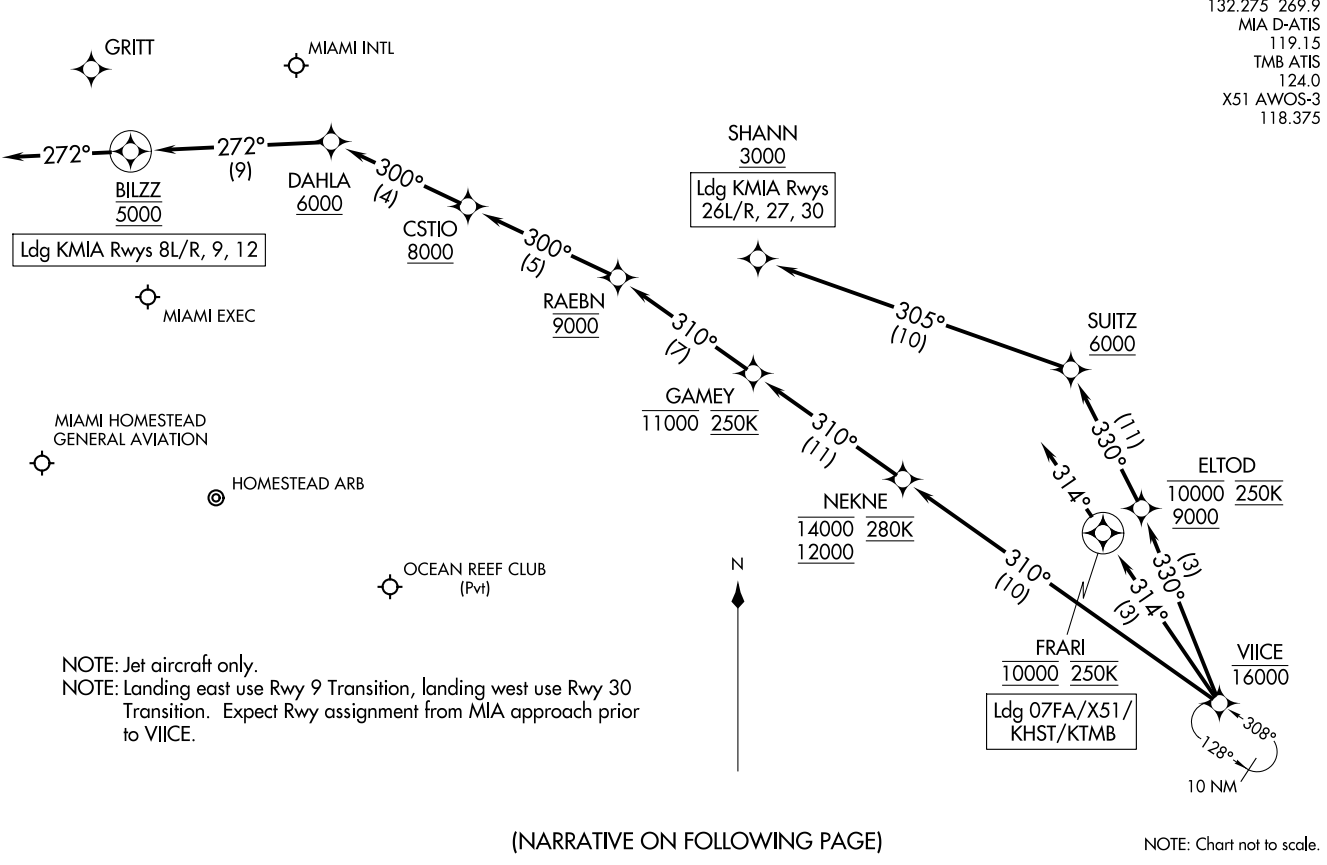 132.275 269.9
MIA D-ATIS
119.15
TMB ATIS
124.0
X51 AWOS-3
118.375
GRITT
MIAMI INTL
272°
BILZZ
5000
Ldg KMIA Rwys 8L/R, 9, 12
272°
(9)
DAHLA
6000
300°
(4)
CSTIO
8000
300°
(5)
RAEBN
9000
310°
(7)
GAMEY
11000 250K
310°
(11)
NEKNE
14000 280K
12000
310°
(10)
SHANN
3000
Ldg KMIA Rwys
26L/R, 27, 30
305°
(10)
SUITZ
6000
330°
(11)
ELTOD
10000 250K
9000
330°
(3)
314°
314°
(3)
FRARI
10000 250K
Ldg 07FA/X51/
KHST/KTMB
VIICE
16000
308°
128°
10 NM
MIAMI EXEC
MIAMI HOMESTEAD
GENERAL AVIATION
HOMESTEAD ARB
OCEAN REEF CLUB
(Pvt)
N
NOTE: Jet aircraft only.
NOTE: Landing east use Rwy 9 Transition, landing west use Rwy 30
Transition. Expect Rwy assignment from MIA approach prior
to VIICE.
(NARRATIVE ON FOLLOWING PAGE)
NOTE: Chart not to scale.